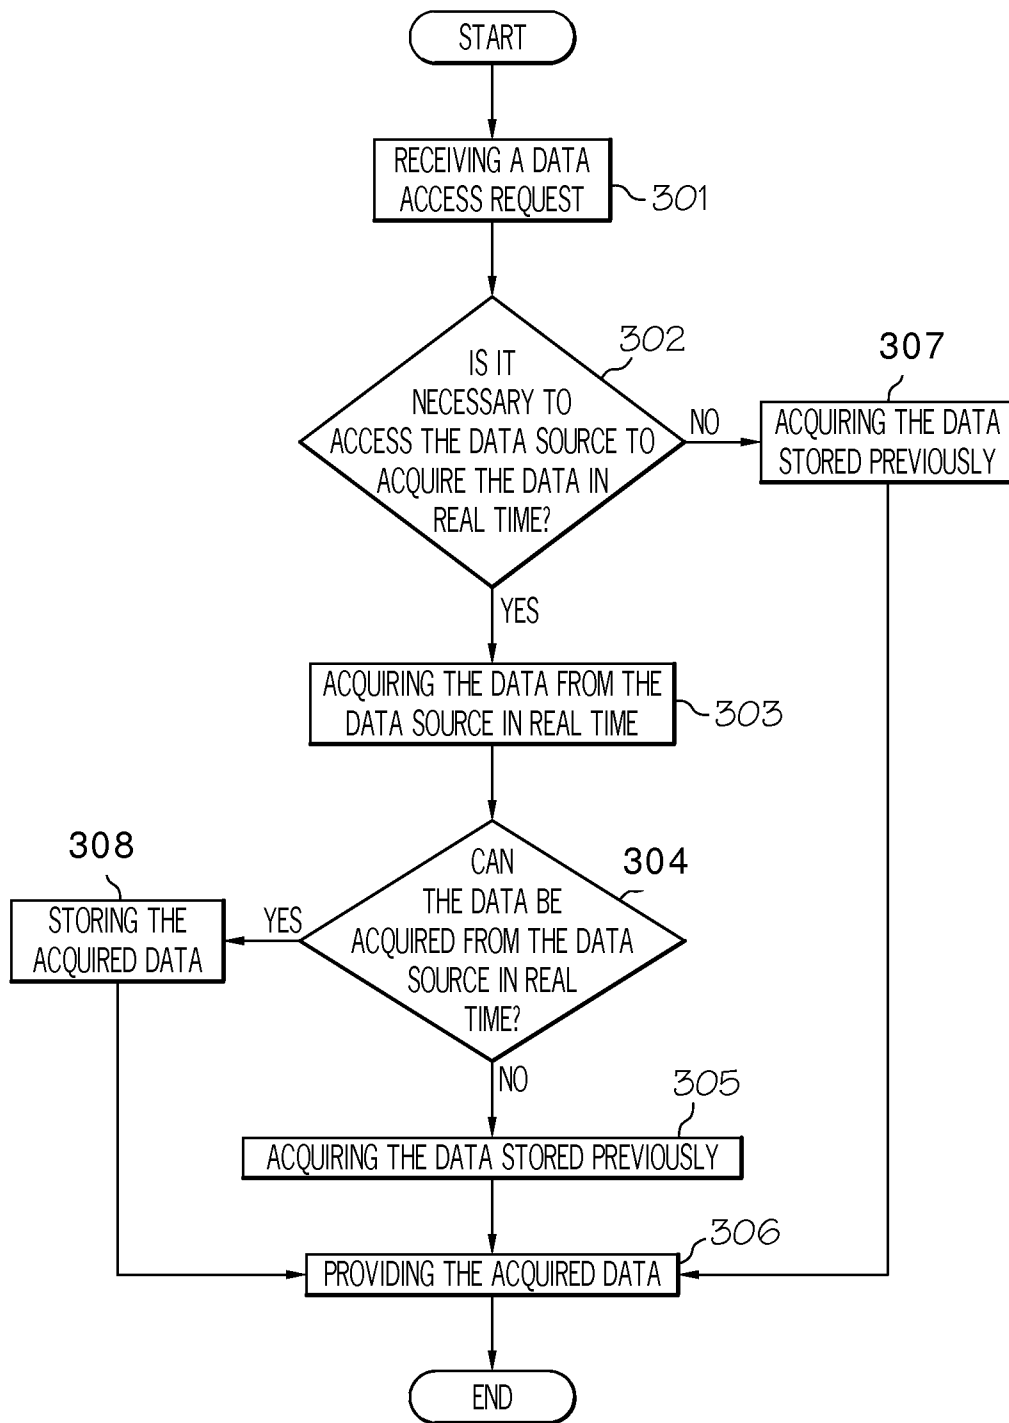 START
RECEIVING A DATA
ACCESS REQUEST
301
302
IS IT
NECESSARY TO
ACCESS THE DATA SOURCE TO
ACQUIRE THE DATA IN
REAL TIME?
NO
307
ACQUIRING THE DATA
STORED PREVIOUSLY
YES
ACQUIRING THE DATA FROM THE
DATA SOURCE IN REAL TIME
303
304
CAN
THE DATA BE
ACQUIRED FROM THE DATA
SOURCE IN REAL
TIME?
YES
308
STORING THE
ACQUIRED DATA
NO
305
ACQUIRING THE DATA STORED PREVIOUSLY
306
PROVIDING THE ACQUIRED DATA
END